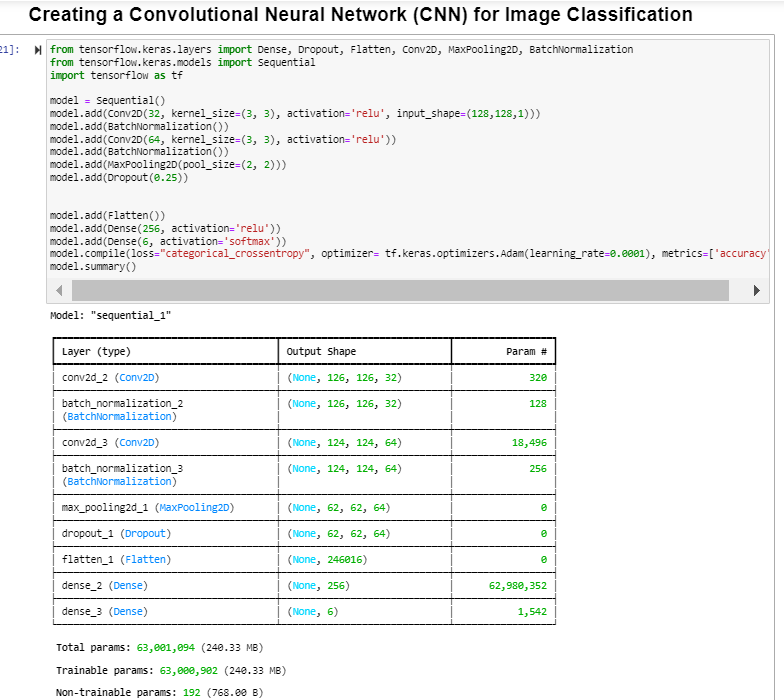 Creating a Convolutional Neural Network (CNN) for Image Classification
21]:
from tensorflow.keras.layers import Dense, Dropout, Flatten, Conv2D, MaxPooling2D, BatchNormalization
from tensorflow.keras.models import Sequential
import tensorflow as tf
model = Sequential()
model.add(Conv2D(32, kernel_size=(3, 3), activation='relu', input_shape=(128,128,1)))
model.add(BatchNormalization())
model.add(Conv2D(64, kernel_size=(3, 3), activation='relu'))
model.add(BatchNormalization())
model.add(MaxPooling2D(pool_size=(2, 2)))
model.add(Dropout(0.25))
model.add(Flatten())
model.add(Dense(256, activation='relu'))
model.add(Dense(6, activation='softmax'))
model.compile(loss="categorical_crossentropy", optimizer= tf.keras.optimizers.Adam(learning_rate=0.0001), metrics=['accuracy'
model.summary()
Model: "sequential_1"
Layer (type) Output Shape Param #
conv2d_2 (Conv2D) (None, 126, 126, 32) 320
batch_normalization_2 (None, 126, 126, 32) 128
(BatchNormalization)
conv2d_3 (Conv2D) (None, 124, 124, 64) 18,496
batch_normalization_3 (None, 124, 124, 64) 256
(BatchNormalization)
max_pooling2d_1 (MaxPooling2D) (None, 62, 62, 64) 0
dropout_1 (Dropout) (None, 62, 62, 64) 0
flatten_1 (Flatten) (None, 246016) 0
dense_2 (Dense) (None, 256) 62,980,352
dense_3 (Dense) (None, 6) 1,542
Total params: 63,001,094 (240.33 MB)
Trainable params: 63,000,902 (240.33 MB)
Non-trainable params: 192 (768.00 B)